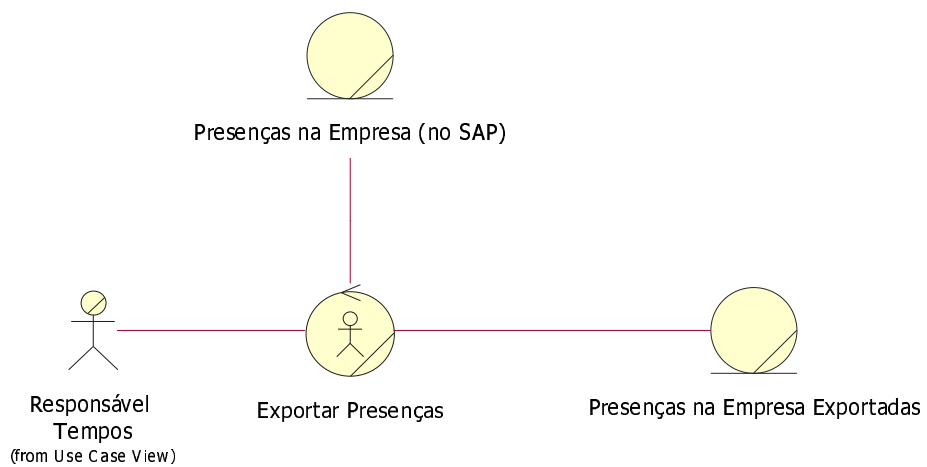 Presenças na Empresa (no SAP)
Responsável
Tempos
(from Use Case View)
Exportar Presenças
Presenças na Empresa Exportadas